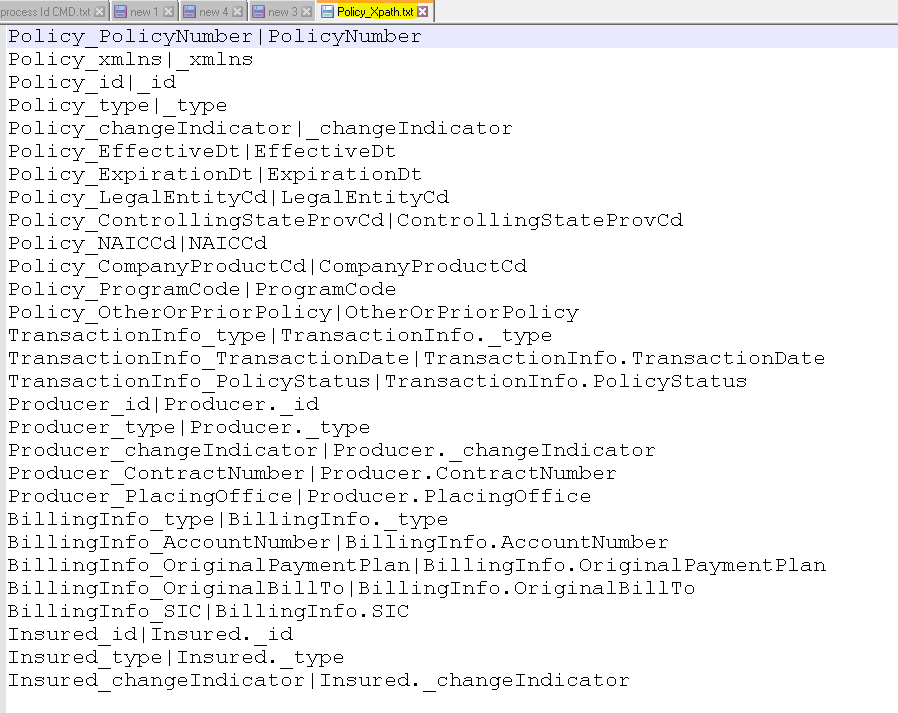 process Id CMD.txt new 1 new 4 new 3 Policy_Xpath.txt
Policy_PolicyNumber|PolicyNumber
Policy_xmlns|_xmlns
Policy_id|_id
Policy_type|_type
Policy_changeIndicator|_changeIndicator
Policy_EffectiveDt|EffectiveDt
Policy_ExpirationDt|ExpirationDt
Policy_LegalEntityCd|LegalEntityCd
Policy_ControllingStateProvCd|ControllingStateProvCd
Policy_NAICCd|NAICCd
Policy_CompanyProductCd|CompanyProductCd
Policy_ProgramCode|ProgramCode
Policy_OtherOrPriorPolicy|OtherOrPriorPolicy
TransactionInfo_type|TransactionInfo._type
TransactionInfo_TransactionDate|TransactionInfo.TransactionDate
TransactionInfo_PolicyStatus|TransactionInfo.PolicyStatus
Producer_id|Producer._id
Producer_type|Producer._type
Producer_changeIndicator|Producer._changeIndicator
Producer_ContractNumber|Producer.ContractNumber
Producer_PlacingOffice|Producer.PlacingOffice
BillingInfo_type|BillingInfo._type
BillingInfo_AccountNumber|BillingInfo.AccountNumber
BillingInfo_OriginalPaymentPlan|BillingInfo.OriginalPaymentPlan
BillingInfo_OriginalBillTo|BillingInfo.OriginalBillTo
BillingInfo_SIC|BillingInfo.SIC
Insured_id|Insured._id
Insured_type|Insured._type
Insured_changeIndicator|Insured._changeIndicator